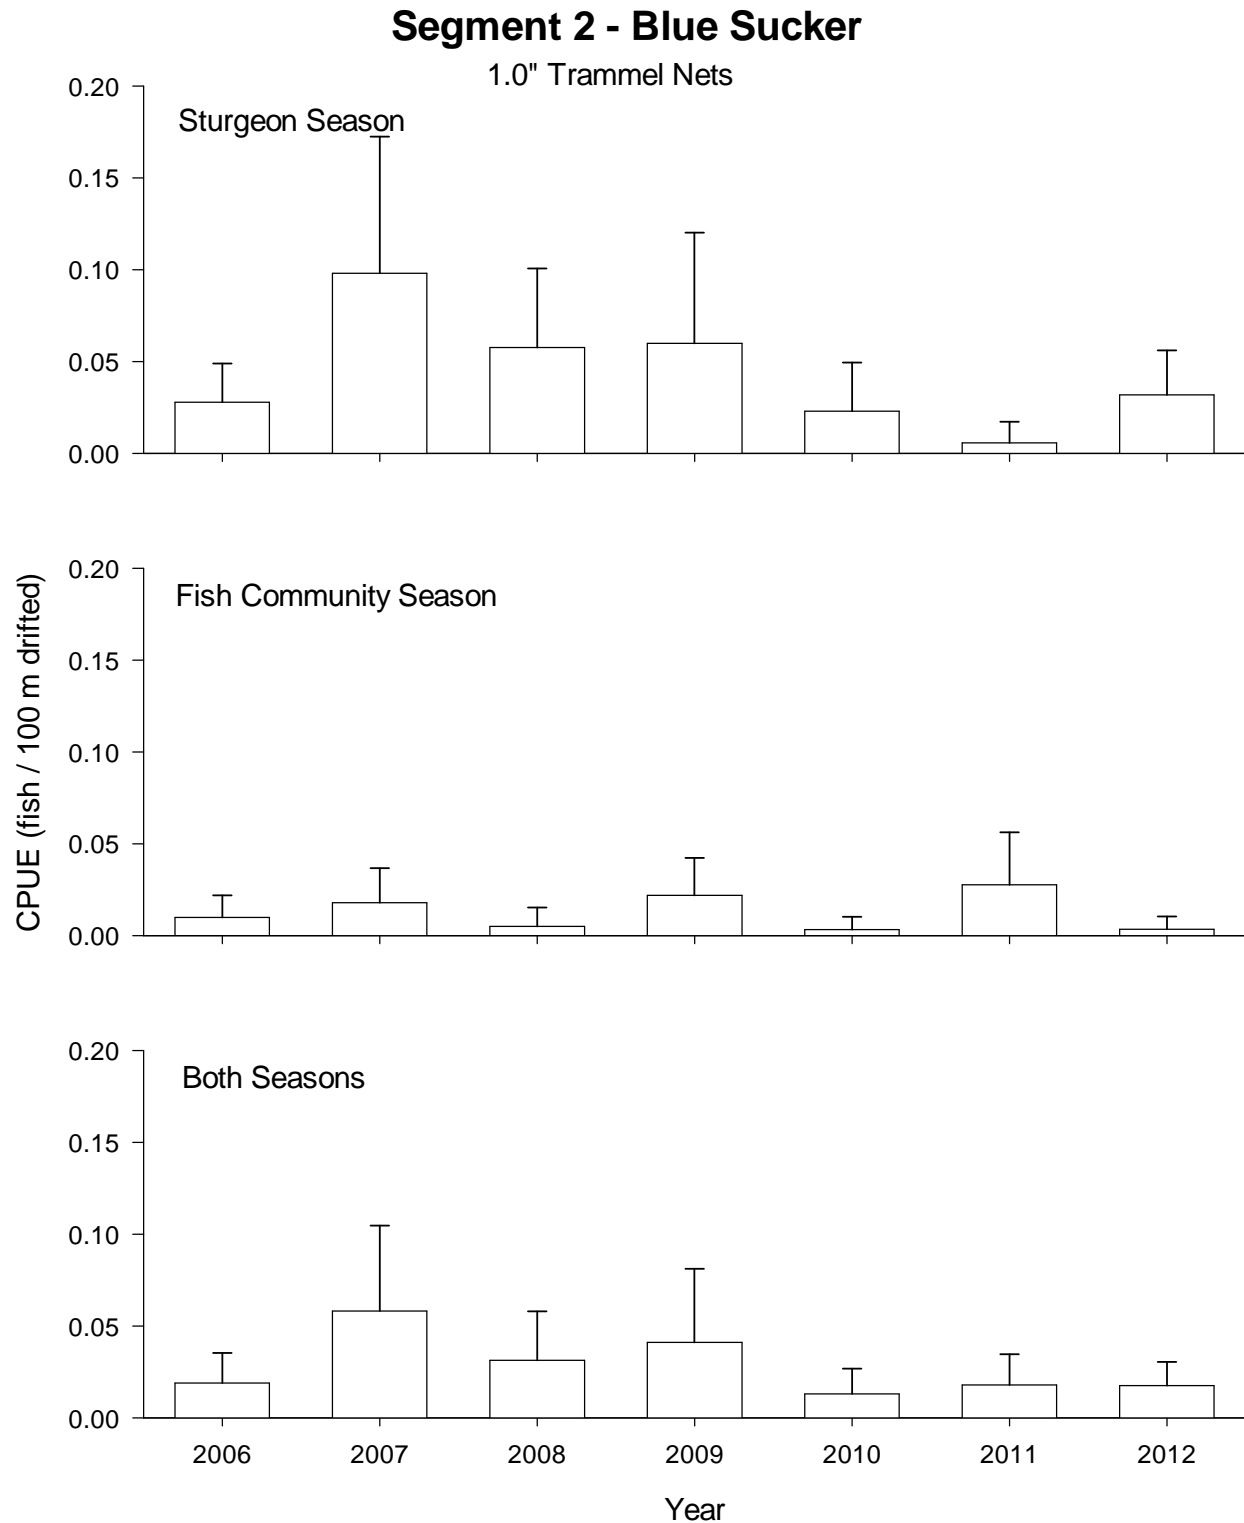 Segment 2 - Blue Sucker
1.0" Trammel Nets
Sturgeon Season
0.20
0.15
0.10
0.05
0.00
Fish Community Season
0.20
0.15
0.10
0.05
0.00
CPUE (fish / 100 m drifted)
Both Seasons
0.20
0.15
0.10
0.05
0.00
2006 2007 2008 2009 2010 2011 2012
Year